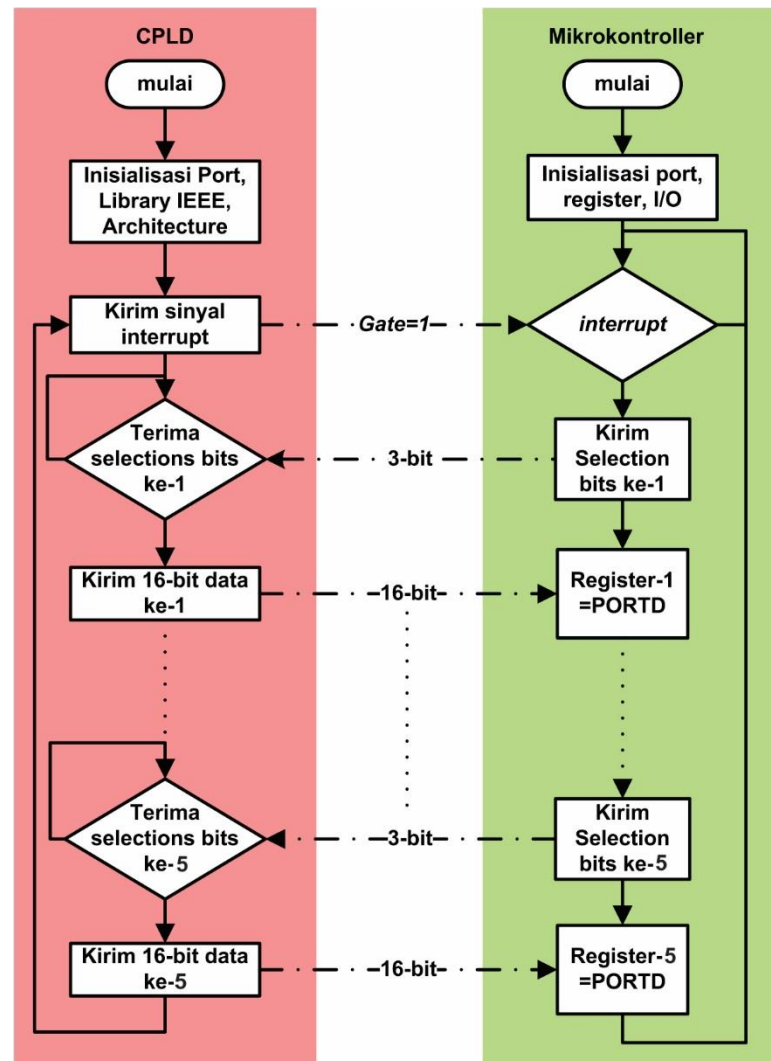 CPLD
mulai
Inisialisasi Port,
Library IEEE,
Architecture
Kirim sinyal
interrupt
Gate=1
Terima
selections bits
ke-1
3-bit
Kirim 16-bit data
ke-1
16-bit
Terima
selections bits
ke-5
3-bit
Kirim 16-bit data
ke-5
16-bit
Mikrokontroller
mulai
Inisialisasi port,
register, I/O
interrupt
Kirim
Selection
bits ke-1
Register-1
=PORTD
Kirim
Selection
bits ke-5
Register-5
=PORTD